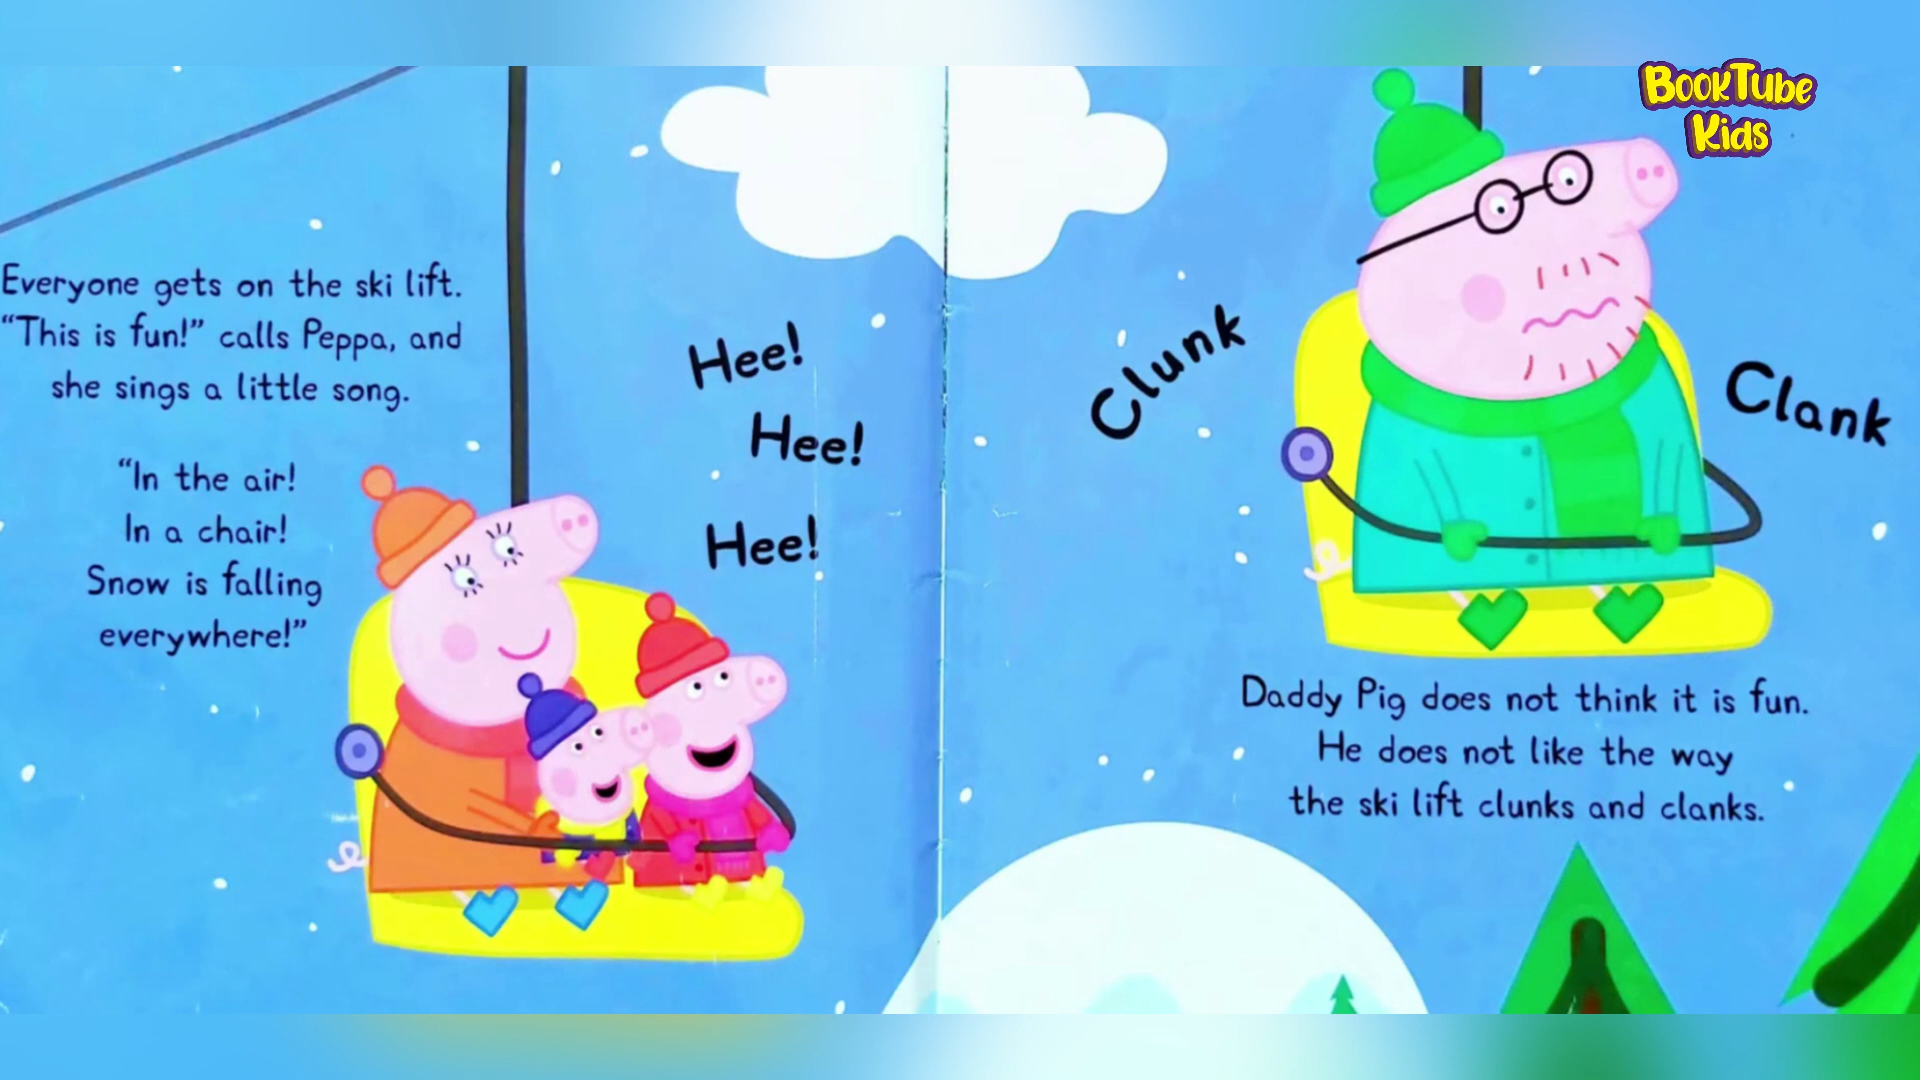 Everyone gets on the ski lift.
“This is fun!” calls Peppa, and
she sings a little song.
“In the air!
In a chair!
Snow is falling
everywhere!”
Hee!
Hee!
Hee!
BookTube
Kids
Clunk
Clank
Daddy Pig does not think it is fun.
He does not like the way
the ski lift clunks and clanks.